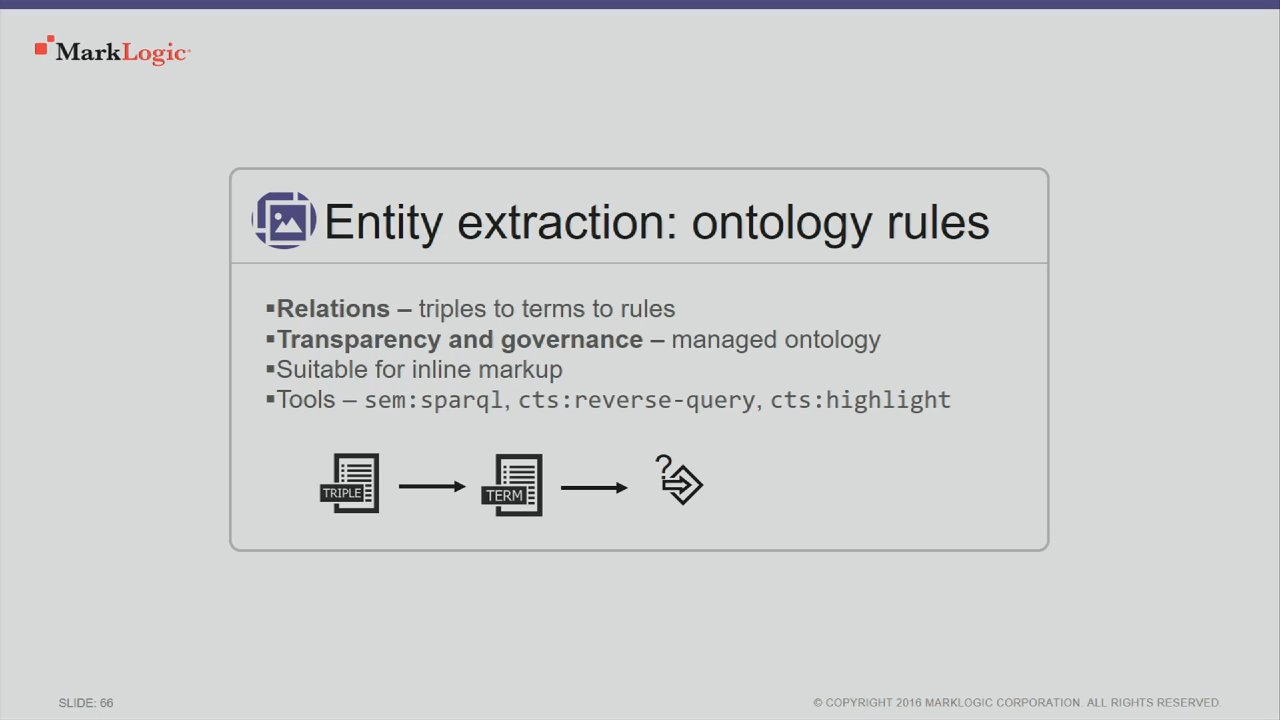 MarkLogic
Entity extraction: ontology rules
▪Relations – triples to terms to rules
▪Transparency and governance – managed ontology
▪Suitable for inline markup
▪Tools – sem:sparql, cts:reverse-query, cts:highlight
TRIPLE
TERM
?
SLIDE: 66
© COPYRIGHT 2016 MARKLOGIC CORPORATION. ALL RIGHTS RESERVED.